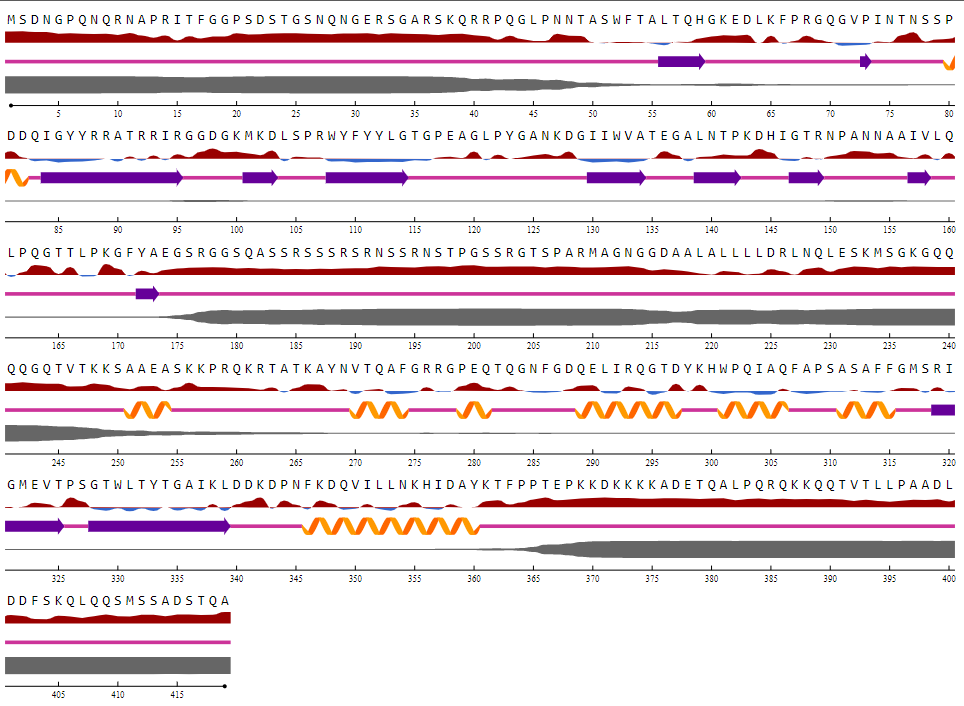 MSDNGPQNQRNAPRITFGGPSDSTGSNQNGERSGARSKQRRPQGLPNNTASWFTALTQHGKEDLKFPRGQGVPINTNSSP
5 10 15 20 25 30 35 40 45 50 55 60 65 70 75 80
DDQIGYYRRATRRIRGGDGKMKDLSPRWYFYYLGTGPEAGLPYGANKDGIIWVATEGALNTPKDHIGTRNPANNAAIVLQ
85 90 95 100 105 110 115 120 125 130 135 140 145 150 155 160
LPQGTTLPKGFYAEGSRGGSQASSRSSSRSRNSSRNSTPGSSRGTSPARMAGNGGDAALALLLLDRLNQLESKMSGKGQQ
165 170 175 180 185 190 195 200 205 210 215 220 225 230 235 240
QQGQTVTKKSAAEASKKPRQKRTATKAYNVTQAFGRRGPEQTQGNFGDQELIRQGTDYKHWPQIAQFAPSASAFFGMSRI
245 250 255 260 265 270 275 280 285 290 295 300 305 310 315 320
GMEVTPSGTWLTYTGAIKLDDKDPNFKDQVILLNKHIDAYKTFPPTEPKKDKKKKADETQALPQRQKKQQTVTLLPAADL
325 330 335 340 345 350 355 360 365 370 375 380 385 390 395 400
DDFSKQLQQSMSSADSTQA
405 410 415